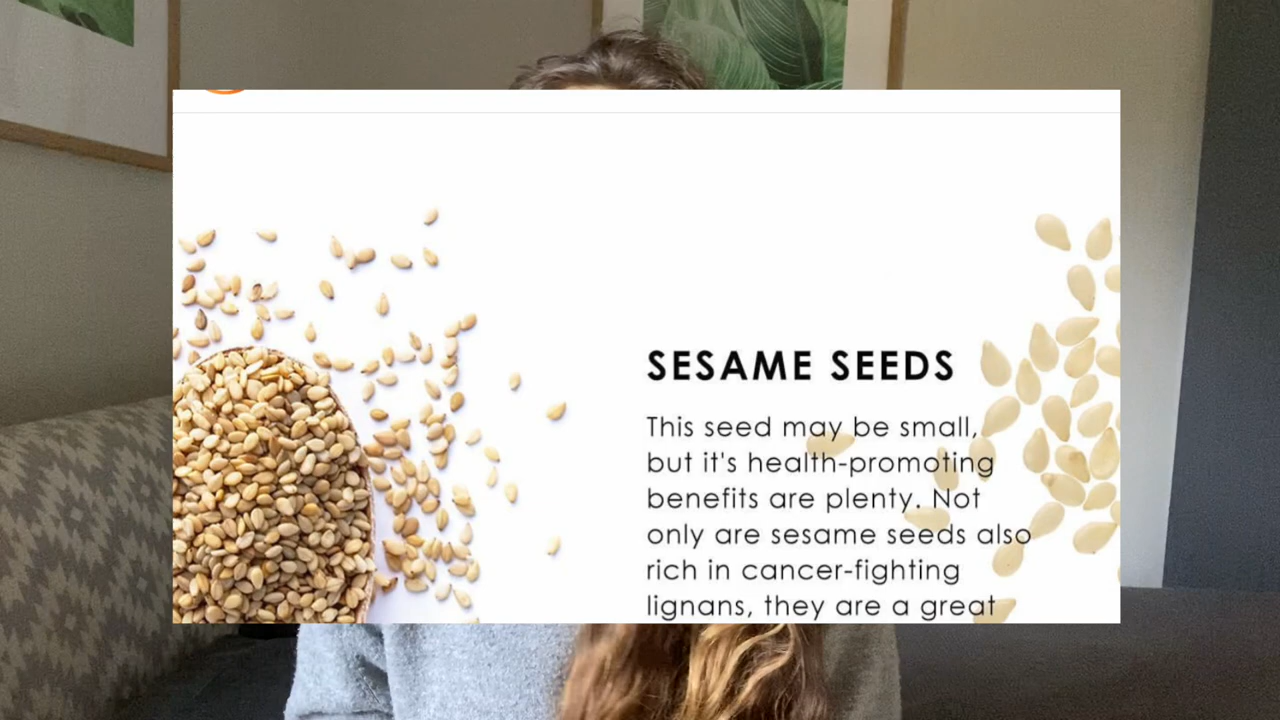 SESAME SEEDS
This seed may be small,
but it's health-promoting
benefits are plenty. Not
only are sesame seeds also
rich in cancer-fighting
lignans, they are a great